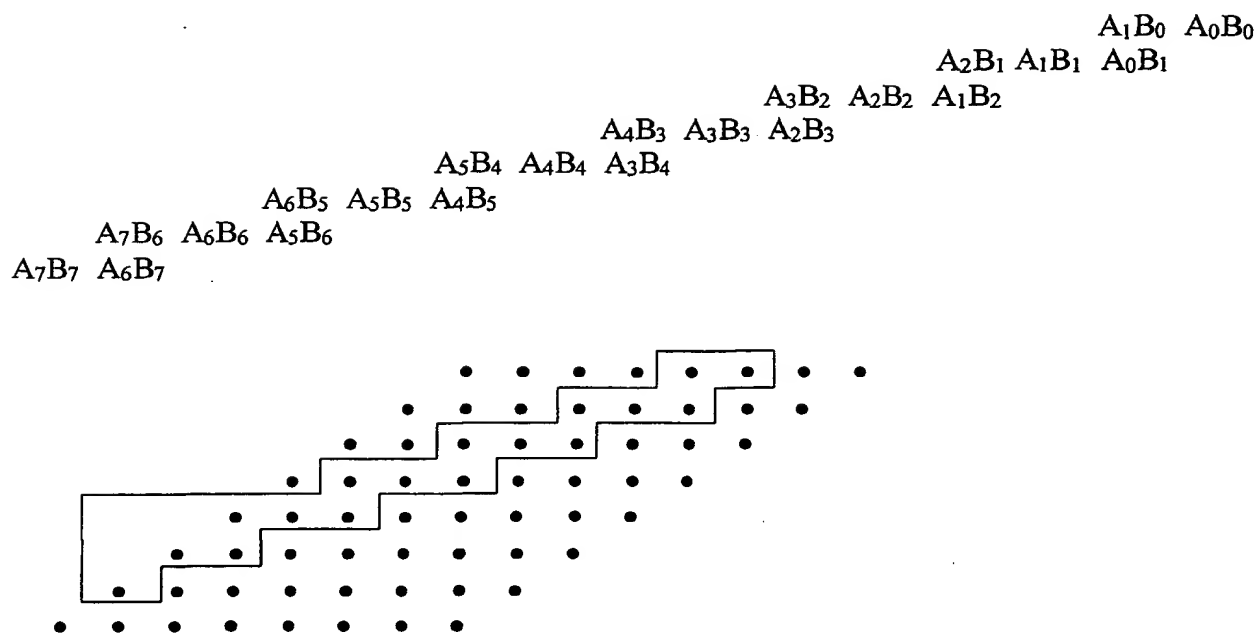 A₁B₀ A₀B₀
A₂B₁ A₁B₁ A₀B₁
A₃B₂ A₂B₂ A₁B₂
A₄B₃ A₃B₃ A₂B₃
A₅B₄ A₄B₄ A₃B₄
A₆B₅ A₅B₅ A₄B₅
A₇B₆ A₆B₆ A₅B₆
A₇B₇ A₆B₇